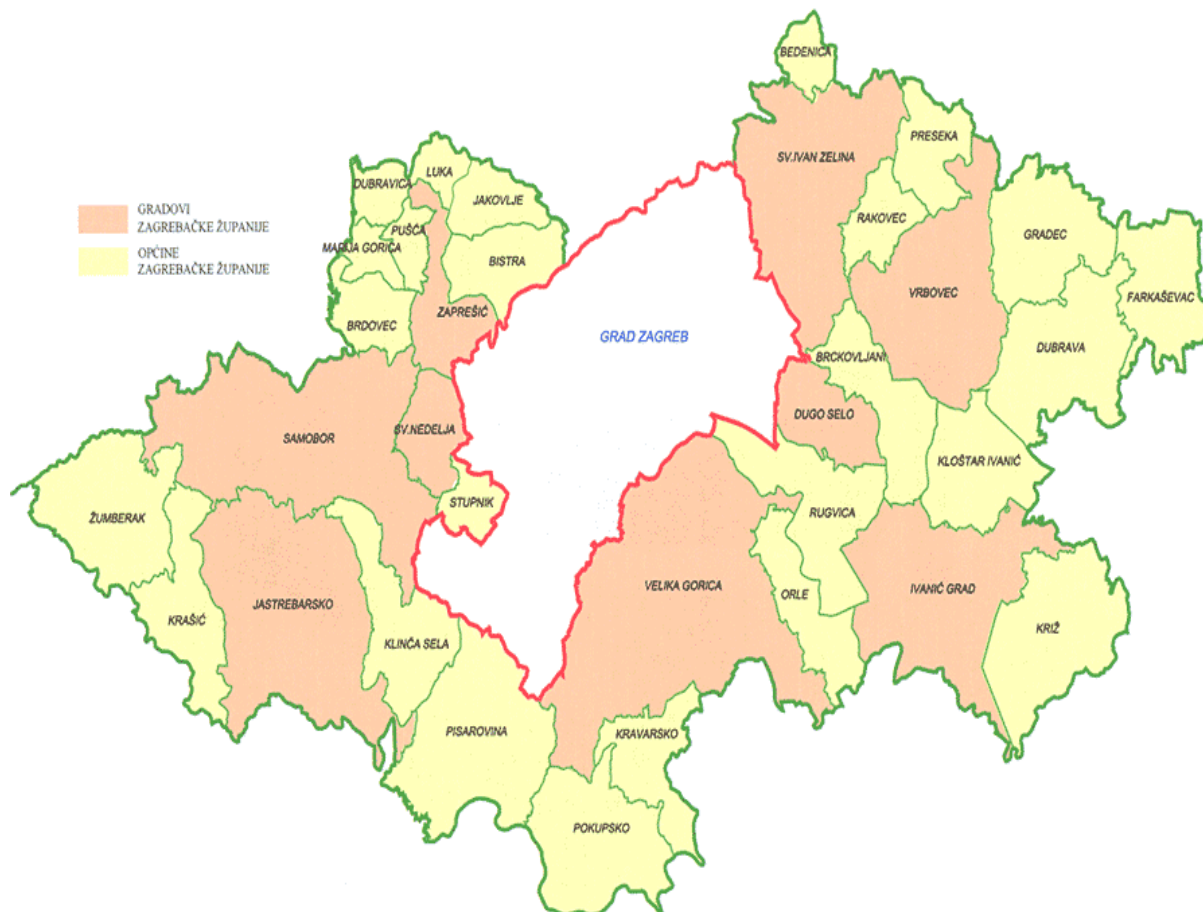 BEDENICA
PRESEKA
SV.IVAN ZELINA
LUKA
DUBRAVICA
JAKOVLJE
GRADOVI
ZAGREBAČKE ŽUPANIJE
RAKOVEC
PUŠĆA
GRADEC
MARIJA GORICA
OPĆINE
ZAGREBAČKE ŽUPANIJE
BISTRA
VRBOVEC
FARKAŠEVAC
ZAPREŠIĆ
BRDOVEC
GRAD ZAGREB
DUBRAVA
BRCKOVLJANI
DUGO SELO
SV.NEDELJA
SAMOBOR
KLOŠTAR IVANIĆ
STUPNIK
ŽUMBERAK
RUGVICA
VELIKA GORICA
IVANIĆ GRAD
ORLE
JASTREBARSKO
KRAŠIĆ
KRIŽ
KLINČA SELA
PISAROVINA
KRAVARSKO
POKUPSKO